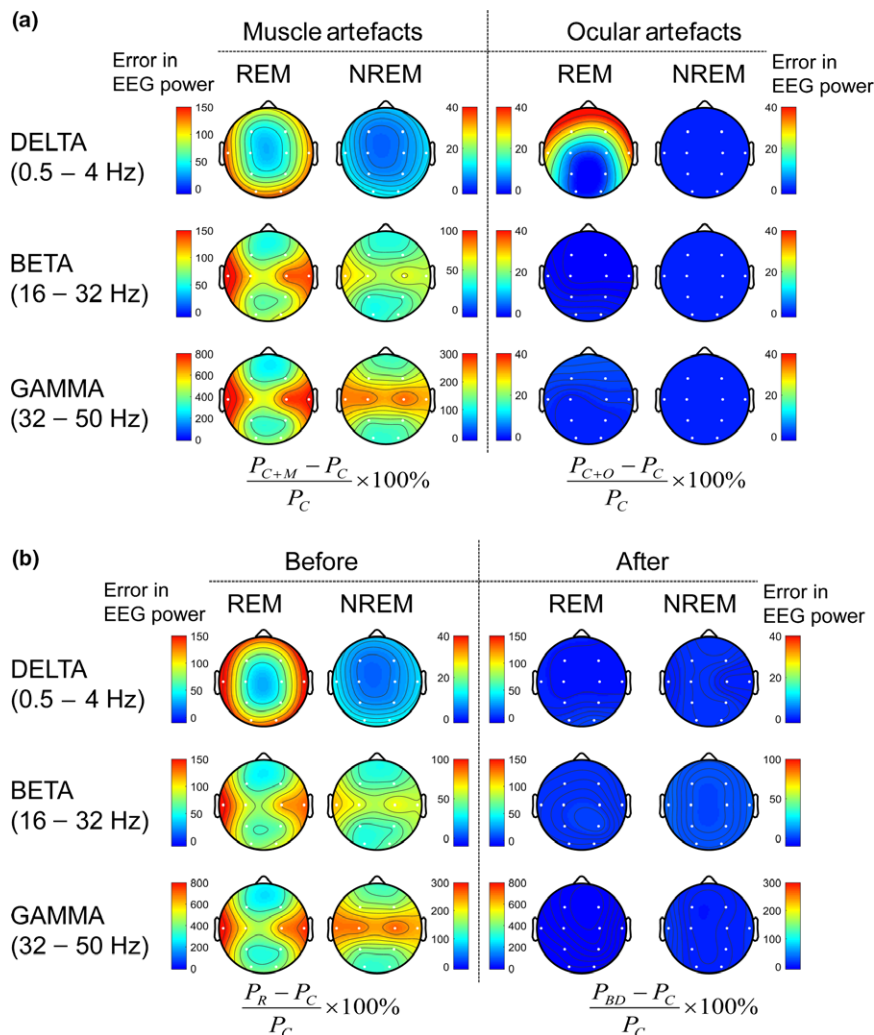 (a)
Muscle artefacts Ocular artefacts
Error in
EEG power
REM NREM REM NREM
Error in
EEG power
DELTA
(0.5 – 4 Hz)
150 100 50 0
40 20 0
40 20 0
40 20 0
BETA
(16 – 32 Hz)
150 100 50 0
100 50 0
40 20 0
40 20 0
GAMMA
(32 – 50 Hz)
800 600 400 200 0
300 200 100 0
40 20 0
40 20 0
(P_{C+M} − P_C) / P_C ×100% (P_{C+O} − P_C) / P_C ×100%
(b)
Before After
Error in
EEG power
REM NREM REM NREM
Error in
EEG power
DELTA
(0.5 – 4 Hz)
150 100 50 0
40 20 0
150 100 50 0
40 20 0
BETA
(16 – 32 Hz)
150 100 50 0
100 50 0
150 100 50 0
100 50 0
GAMMA
(32 – 50 Hz)
800 600 400 200 0
300 200 100 0
800 600 400 200 0
300 200 100 0
(P_R − P_C) / P_C ×100% (P_{BD} − P_C) / P_C ×100%